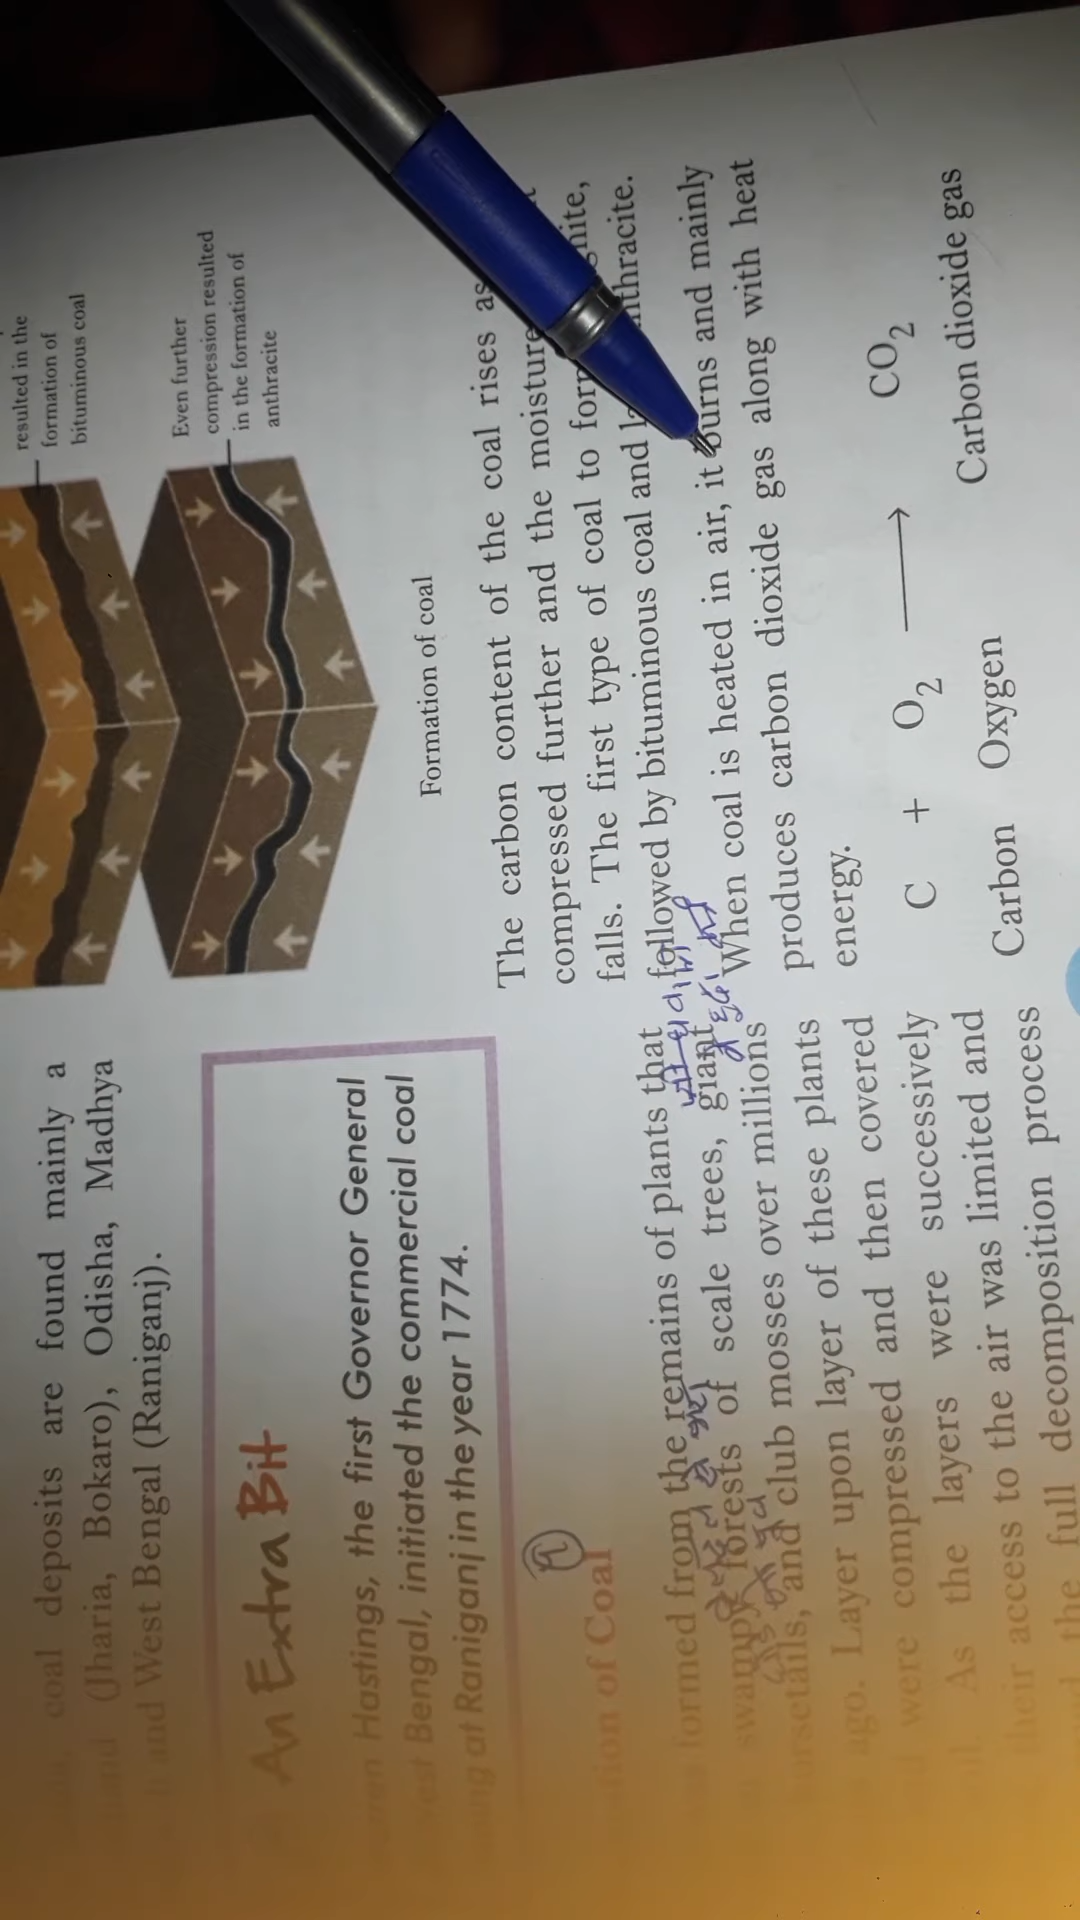 coal deposits are found mainly a
(Jharia, Bokaro), Odisha, Madhya
and West Bengal (Raniganj).
An Extra Bit
Hastings, the first Governor General
Bengal, initiated the commercial coal
at Raniganj in the year 1774.
of Coal
formed from the remains of plants that
swampy forests of scale trees, giant
horsetails, and club mosses over millions
ago. Layer upon layer of these plants
were compressed and then covered
As the layers were successively
their access to the air was limited and
the full decomposition process
resulted in the
formation of
bituminous coal
Even further
compression resulted
in the formation of
anthracite
Formation of coal
The carbon content of the coal rises as
compressed further and the moisture
falls. The first type of coal to form
followed by bituminous coal and anthracite.
When coal is heated in air, it burns and mainly
produces carbon dioxide gas along with heat
energy.
C + O₂ ⟶ CO₂
Carbon Oxygen Carbon dioxide gas